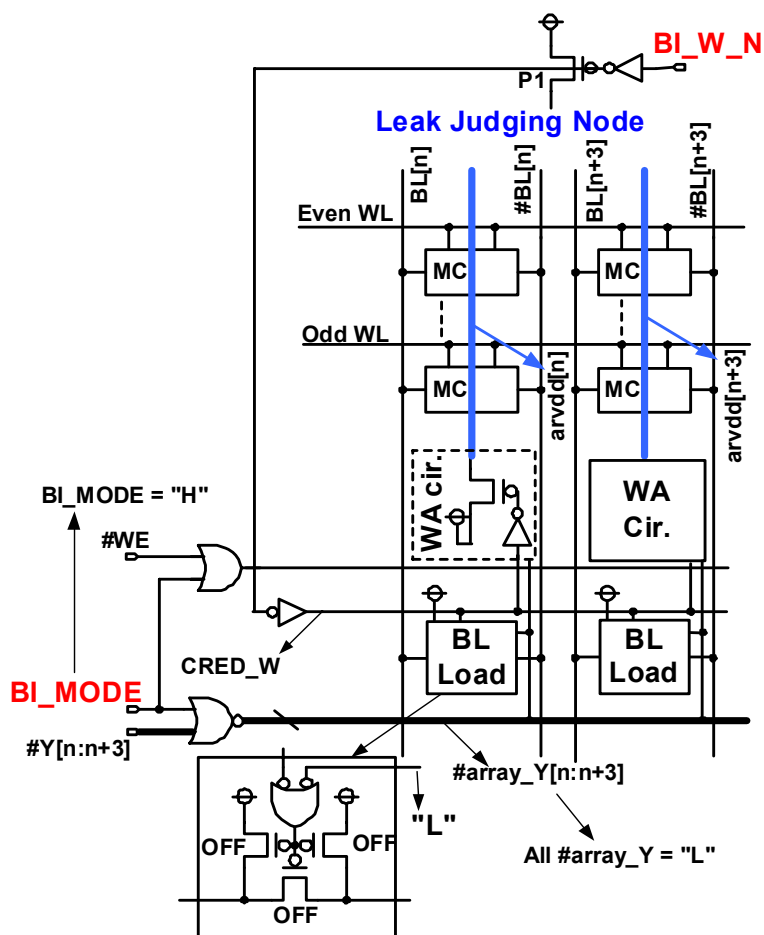 BI_W_N
P1
Leak Judging Node
BL[n]
#BL[n]
BL[n+3]
#BL[n+3]
Even WL
MC
MC
Odd WL
MC
MC
arvdd[n]
arvdd[n+3]
WA cir.
WA
Cir.
BI_MODE = "H"
#WE
CRED_W
BL
Load
BL
Load
BI_MODE
#Y[n:n+3]
#array_Y[n:n+3]
"L"
All #array_Y = "L"
OFF
OFF
OFF